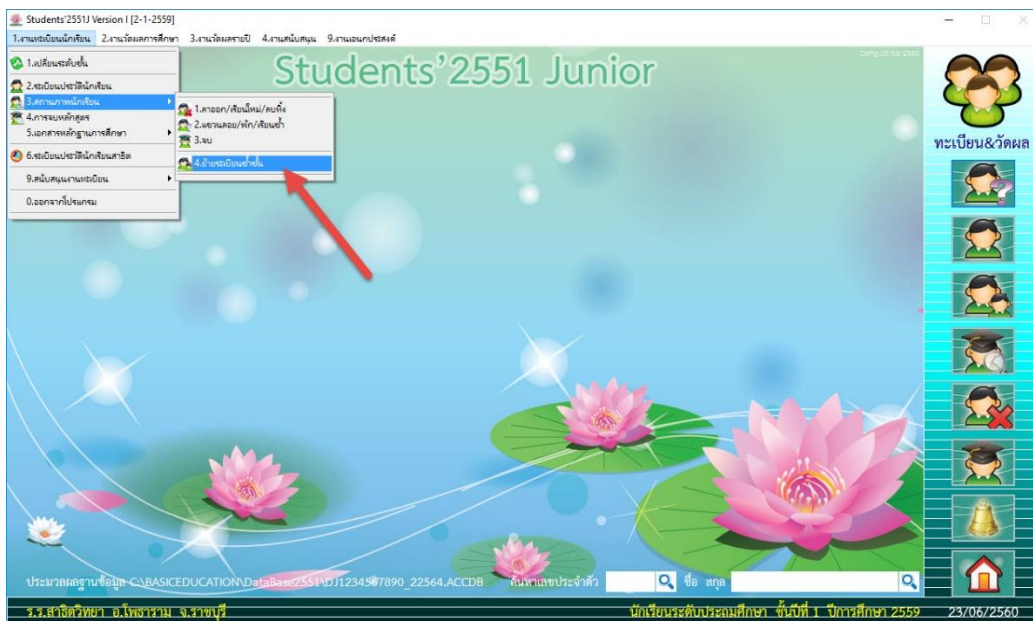 Students'2551J Version I [2-1-2559]
1.งานทะเบียนนักเรียน 2.งานวัดผลการศึกษา 3.งานวัดผลรายปี 4.งานสนับสนุน 9.งานเอนกประสงค์
1.เปลี่ยนระดับชั้น
2.ระเบียนประวัตินักเรียน
3.สถานภาพนักเรียน
4.การจบหลักสูตร
5.เอกสารหลักฐานการศึกษา
6.ระเบียนประวัตินักเรียนสาธิต
9.สนับสนุนงานทะเบียน
0.ออกจากโปรแกรม
1.ลาออก/เรียนใหม่/ลบทิ้ง
2.แขวนลอย/พัก/เรียนซ้ำ
3.จบ
4.ย้ายระเบียนซ้ำชั้น
Students'2551 Junior
ทะเบียน&วัดผล
ประมวลผลฐานข้อมูล C:\BASICEDUCATION\DataBase2551\DJ1234567890_22564.ACCDB ค้นหาเลขประจำตัว ชื่อ สกุล
ร.ร.สาธิตวิทยา อ.โพธาราม จ.ราชบุรี นักเรียนระดับประถมศึกษา ชั้นปีที่ 1 ปีการศึกษา 2559 23/06/2560